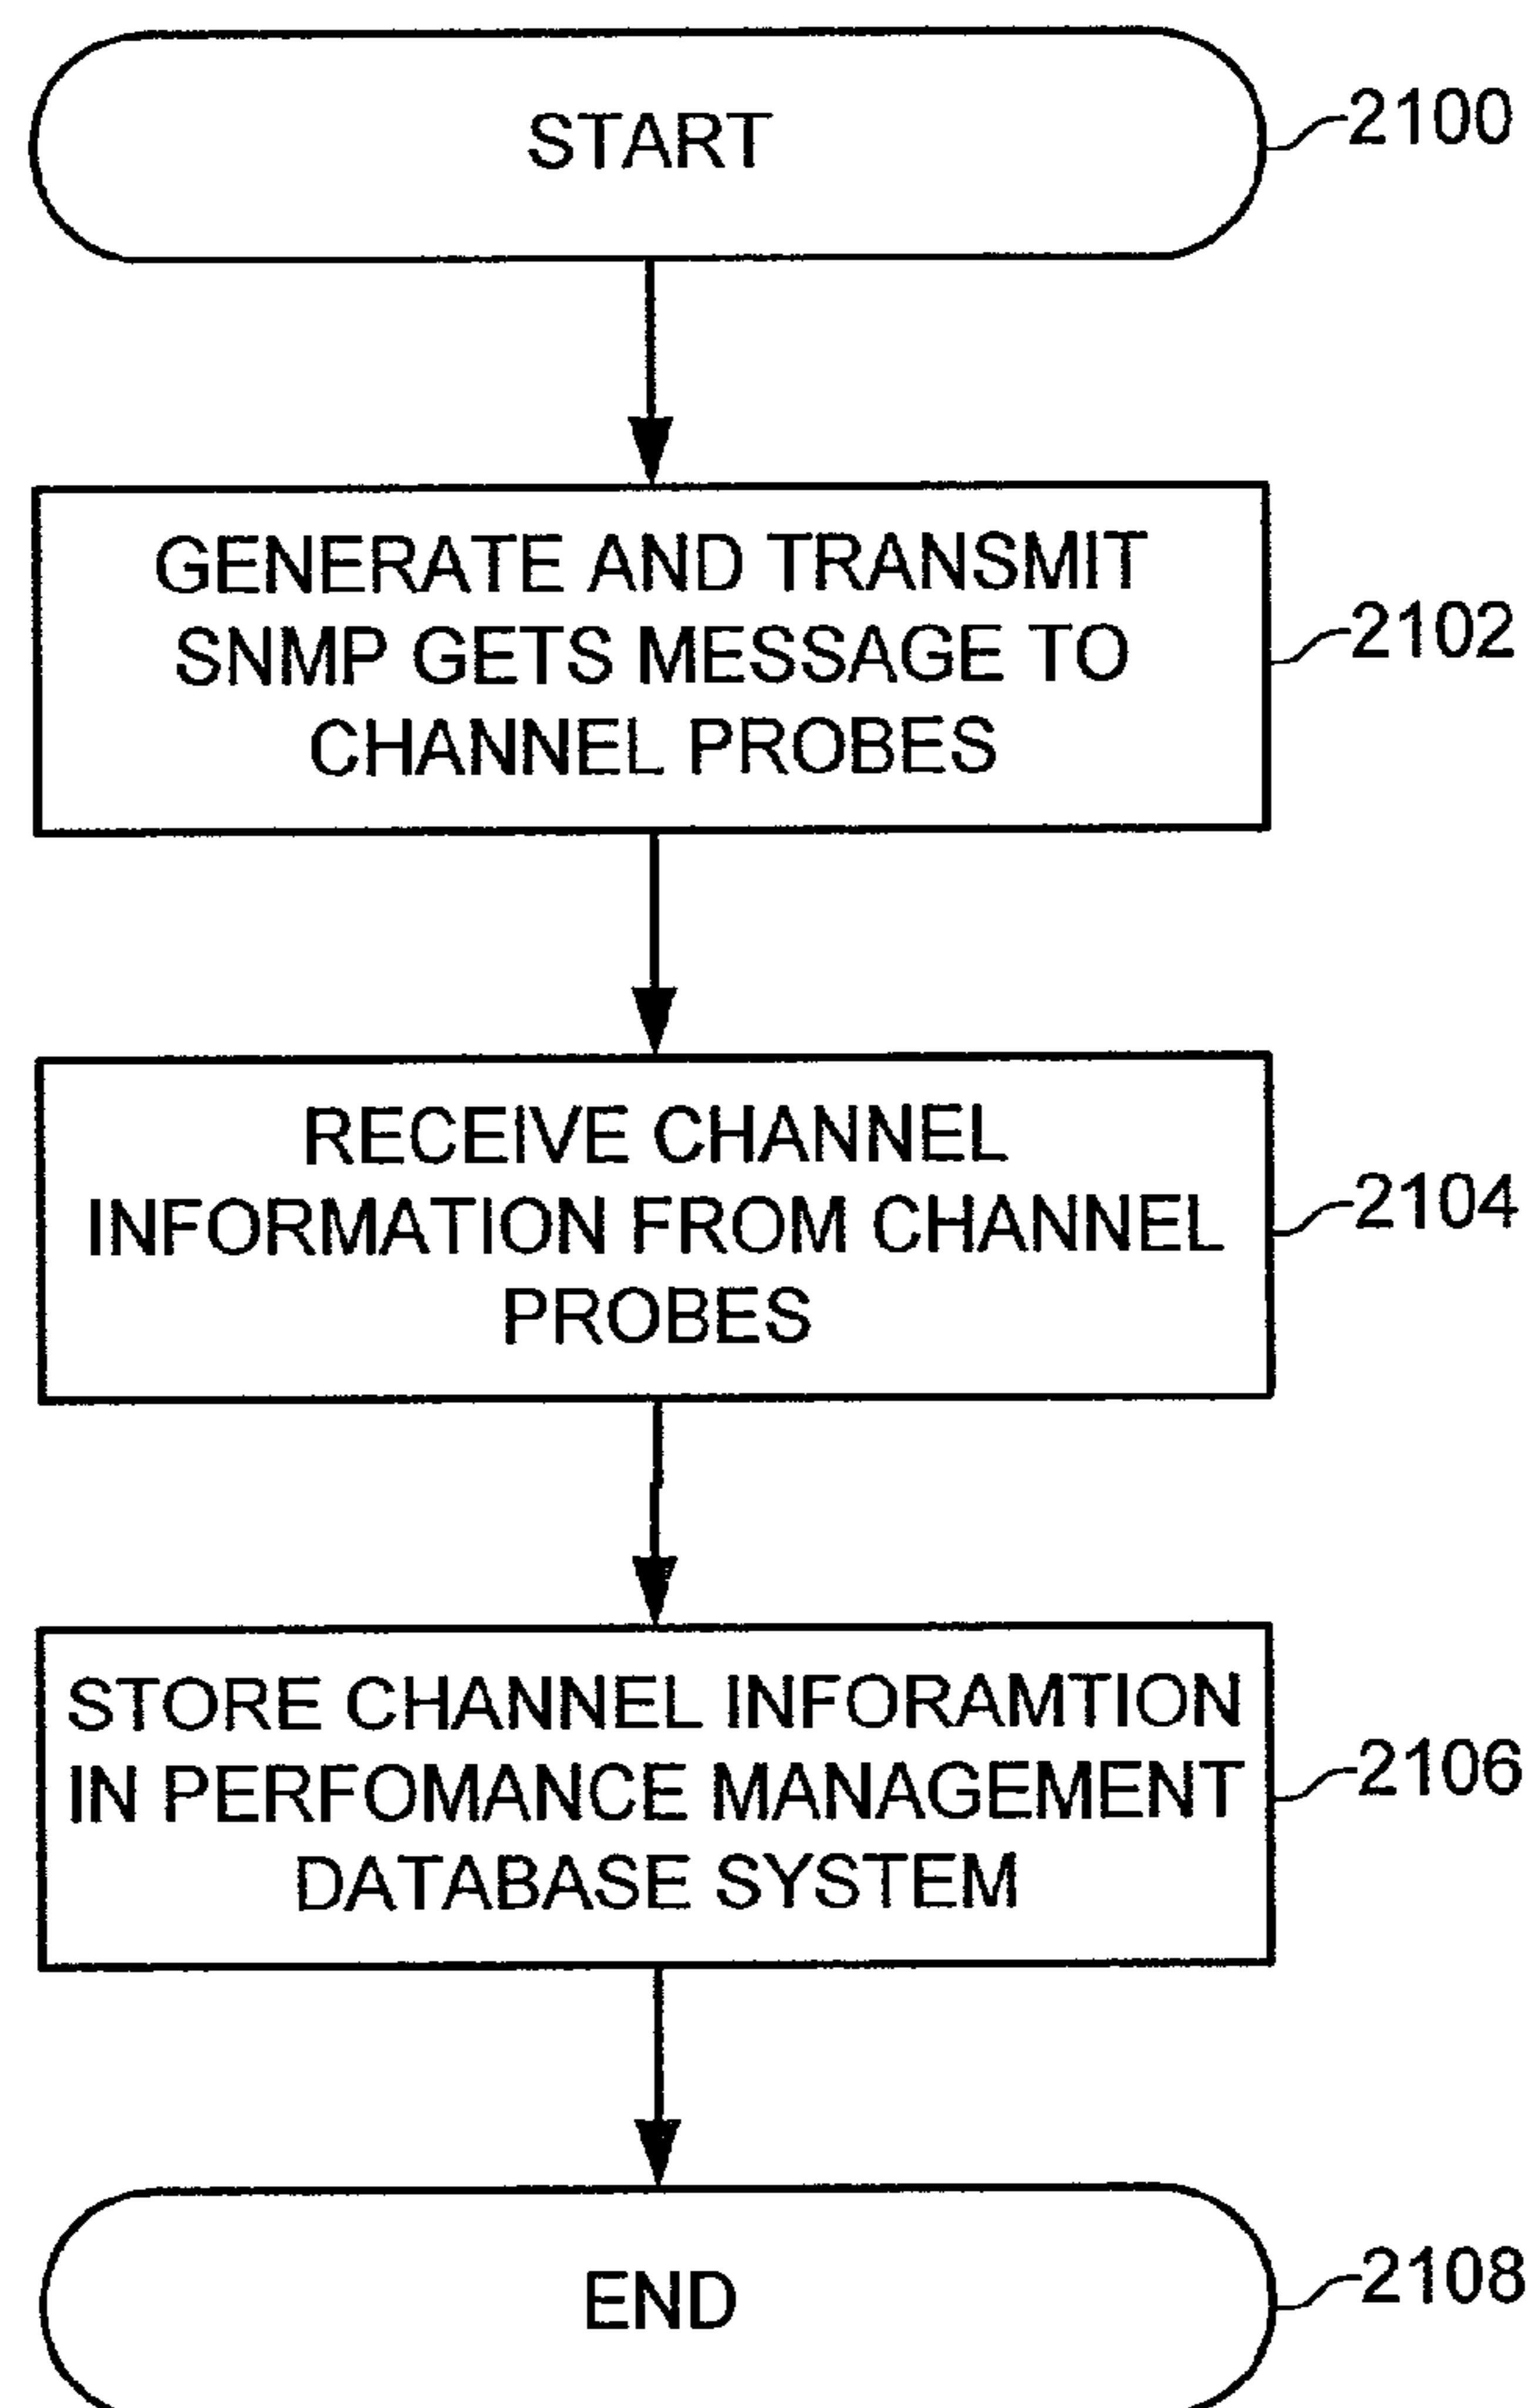 START
2100
GENERATE AND TRANSMIT
SNMP GETS MESSAGE TO
CHANNEL PROBES
2102
RECEIVE CHANNEL
INFORMATION FROM CHANNEL
PROBES
2104
STORE CHANNEL INFORAMTION
IN PERFOMANCE MANAGEMENT
DATABASE SYSTEM
2106
END
2108